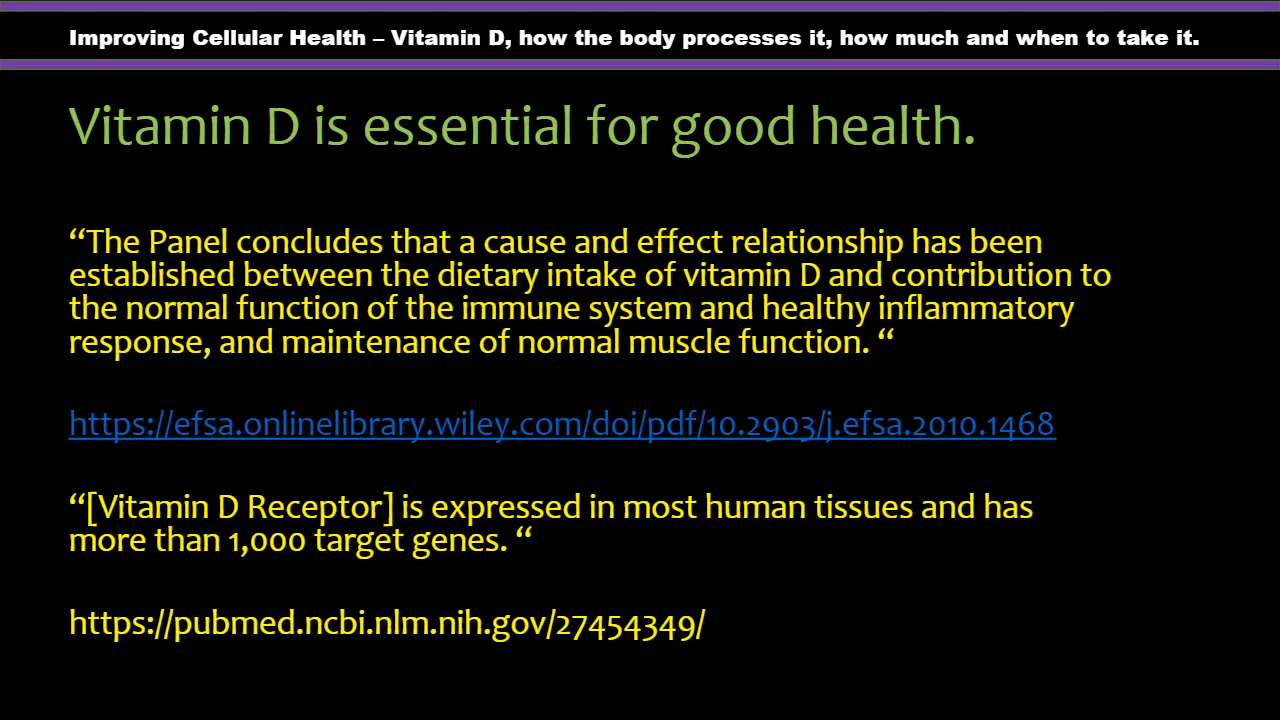 Improving Cellular Health – Vitamin D, how the body processes it, how much and when to take it.
Vitamin D is essential for good health.
“The Panel concludes that a cause and effect relationship has been
established between the dietary intake of vitamin D and contribution to
the normal function of the immune system and healthy inflammatory
response, and maintenance of normal muscle function. “
https://efsa.onlinelibrary.wiley.com/doi/pdf/10.2903/j.efsa.2010.1468
“[Vitamin D Receptor] is expressed in most human tissues and has
more than 1,000 target genes. “
https://pubmed.ncbi.nlm.nih.gov/27454349/